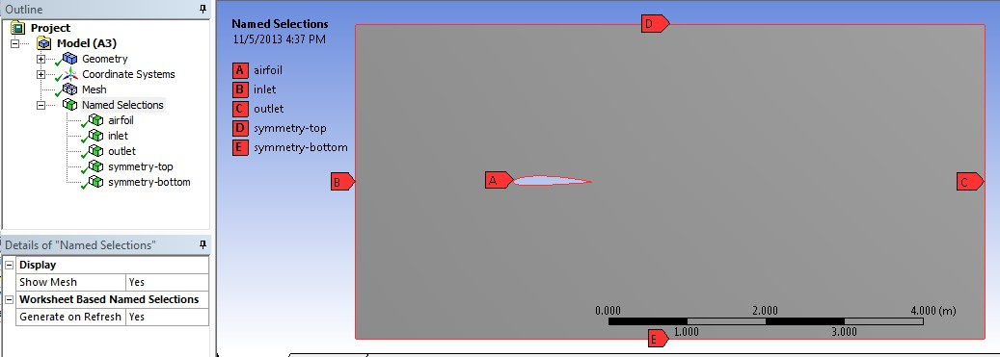 Outline
Project
Model (A3)
Geometry
Coordinate Systems
Mesh
Named Selections
airfoil
inlet
outlet
symmetry-top
symmetry-bottom
Details of "Named Selections"
Display
Show Mesh Yes
Worksheet Based Named Selections
Generate on Refresh Yes
Named Selections
11/5/2013 4:37 PM
A airfoil
B inlet
C outlet
D symmetry-top
E symmetry-bottom
D
B
A
C
E
0.000 2.000 4.000 (m)
1.000 3.000